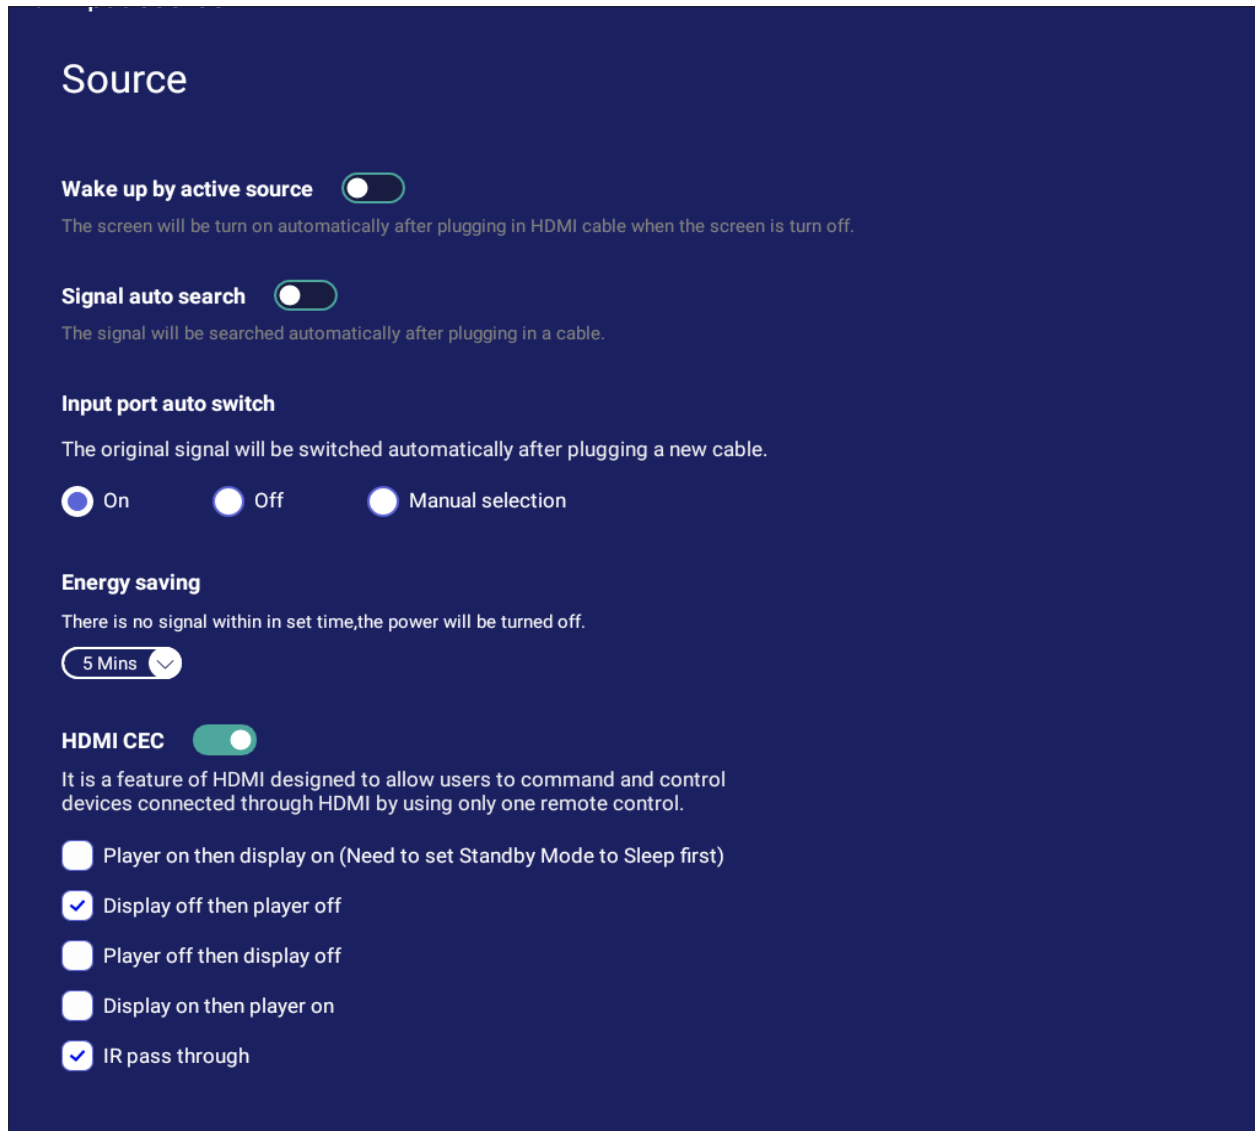 Source
Wake up by active source
The screen will be turn on automatically after plugging in HDMI cable when the screen is turn off.
Signal auto search
The signal will be searched automatically after plugging in a cable.
Input port auto switch
The original signal will be switched automatically after plugging a new cable.
On Off Manual selection
Energy saving
There is no signal within in set time,the power will be turned off.
5 Mins
HDMI CEC
It is a feature of HDMI designed to allow users to command and control
devices connected through HDMI by using only one remote control.
Player on then display on (Need to set Standby Mode to Sleep first)
Display off then player off
Player off then display off
Display on then player on
IR pass through